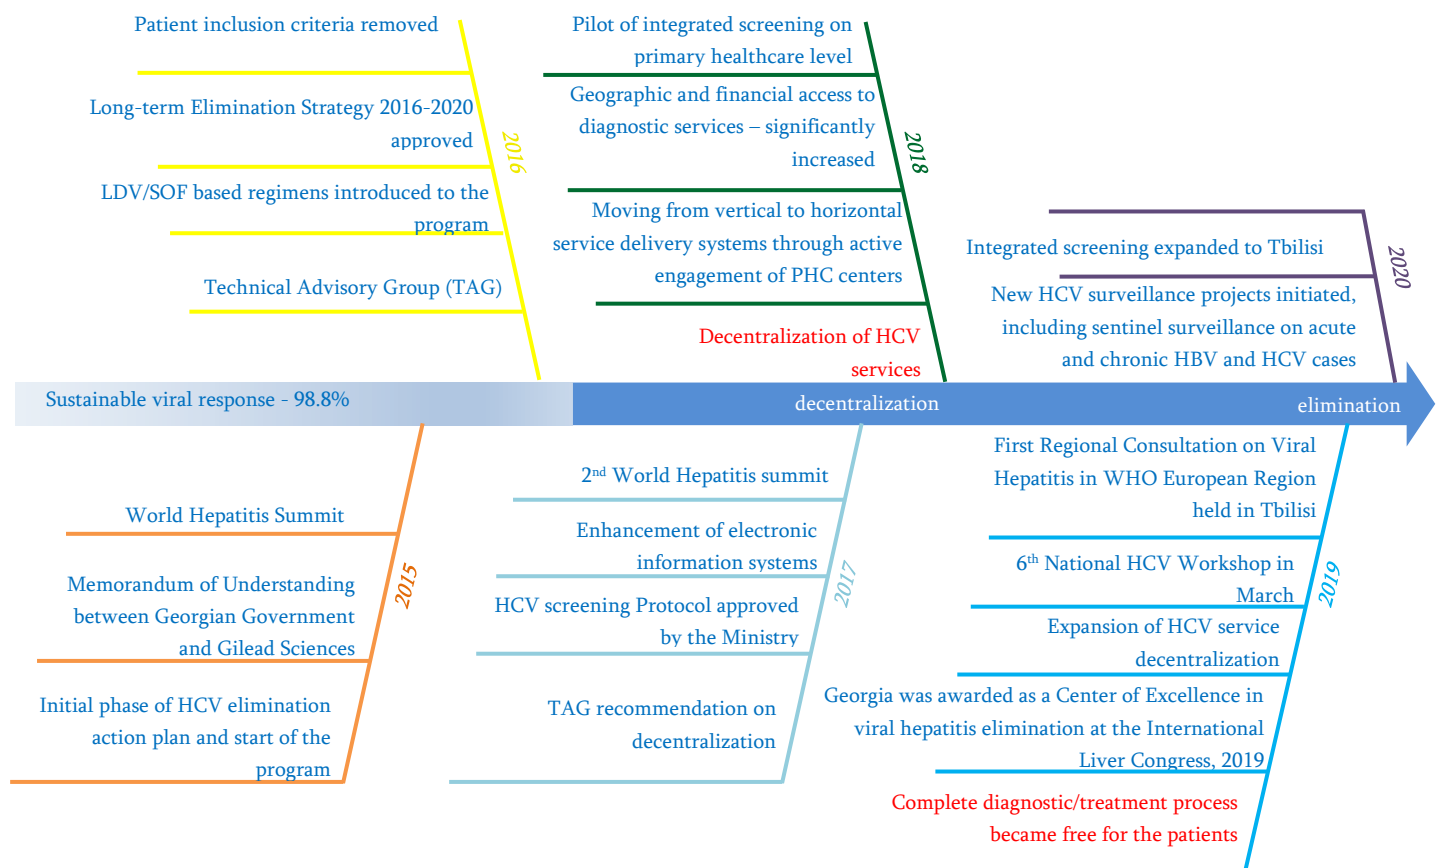 Patient inclusion criteria removed
Long-term Elimination Strategy 2016-2020
approved
LDV/SOF based regimens introduced to the
program
Technical Advisory Group (TAG)
2016
Pilot of integrated screening on
primary healthcare level
Geographic and financial access to
diagnostic services – significantly
increased
Moving from vertical to horizontal
service delivery systems through active
engagement of PHC centers
Decentralization of HCV
services
2018
Integrated screening expanded to Tbilisi
New HCV surveillance projects initiated,
including sentinel surveillance on acute
and chronic HBV and HCV cases
2020
Sustainable viral response - 98.8%
decentralization
elimination
World Hepatitis Summit
Memorandum of Understanding
between Georgian Government
and Gilead Sciences
Initial phase of HCV elimination
action plan and start of the
program
2015
2nd World Hepatitis summit
Enhancement of electronic
information systems
HCV screening Protocol approved
by the Ministry
TAG recommendation on
decentralization
2017
First Regional Consultation on Viral
Hepatitis in WHO European Region
held in Tbilisi
6th National HCV Workshop in
March
Expansion of HCV service
decentralization
Georgia was awarded as a Center of Excellence in
viral hepatitis elimination at the International
Liver Congress, 2019
Complete diagnostic/treatment process
became free for the patients
2019